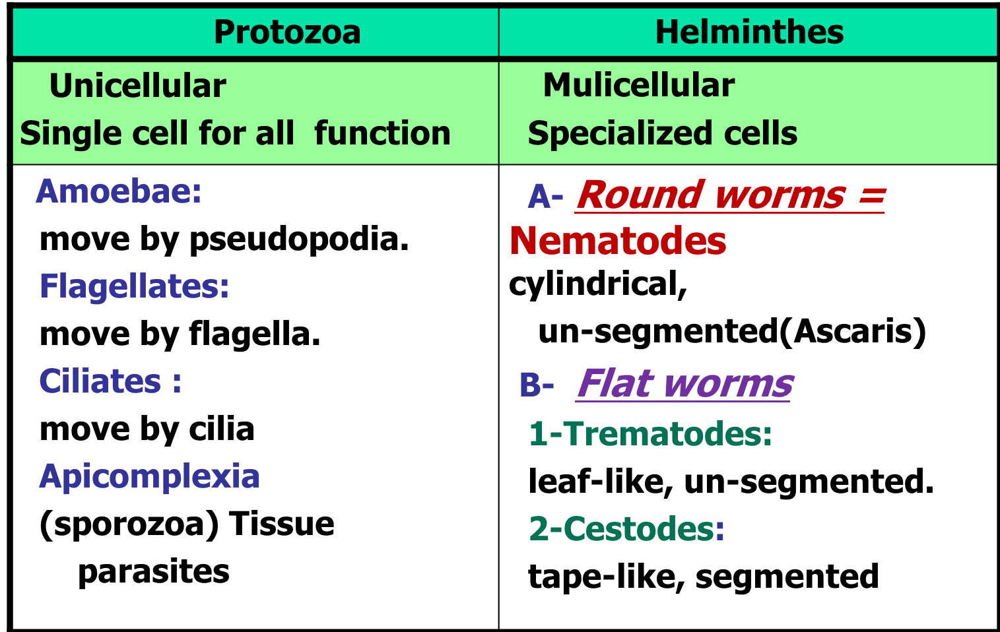 Protozoa
Helminthes
Unicellular
Single cell for all function
Mulicellular
Specialized cells
Amoebae:
move by pseudopodia.
Flagellates:
move by flagella.
Ciliates :
move by cilia
Apicomplexia
(sporozoa) Tissue
parasites
A- Round worms =
Nematodes
cylindrical,
un-segmented(Ascaris)
B- Flat worms
1-Trematodes:
leaf-like, un-segmented.
2-Cestodes:
tape-like, segmented